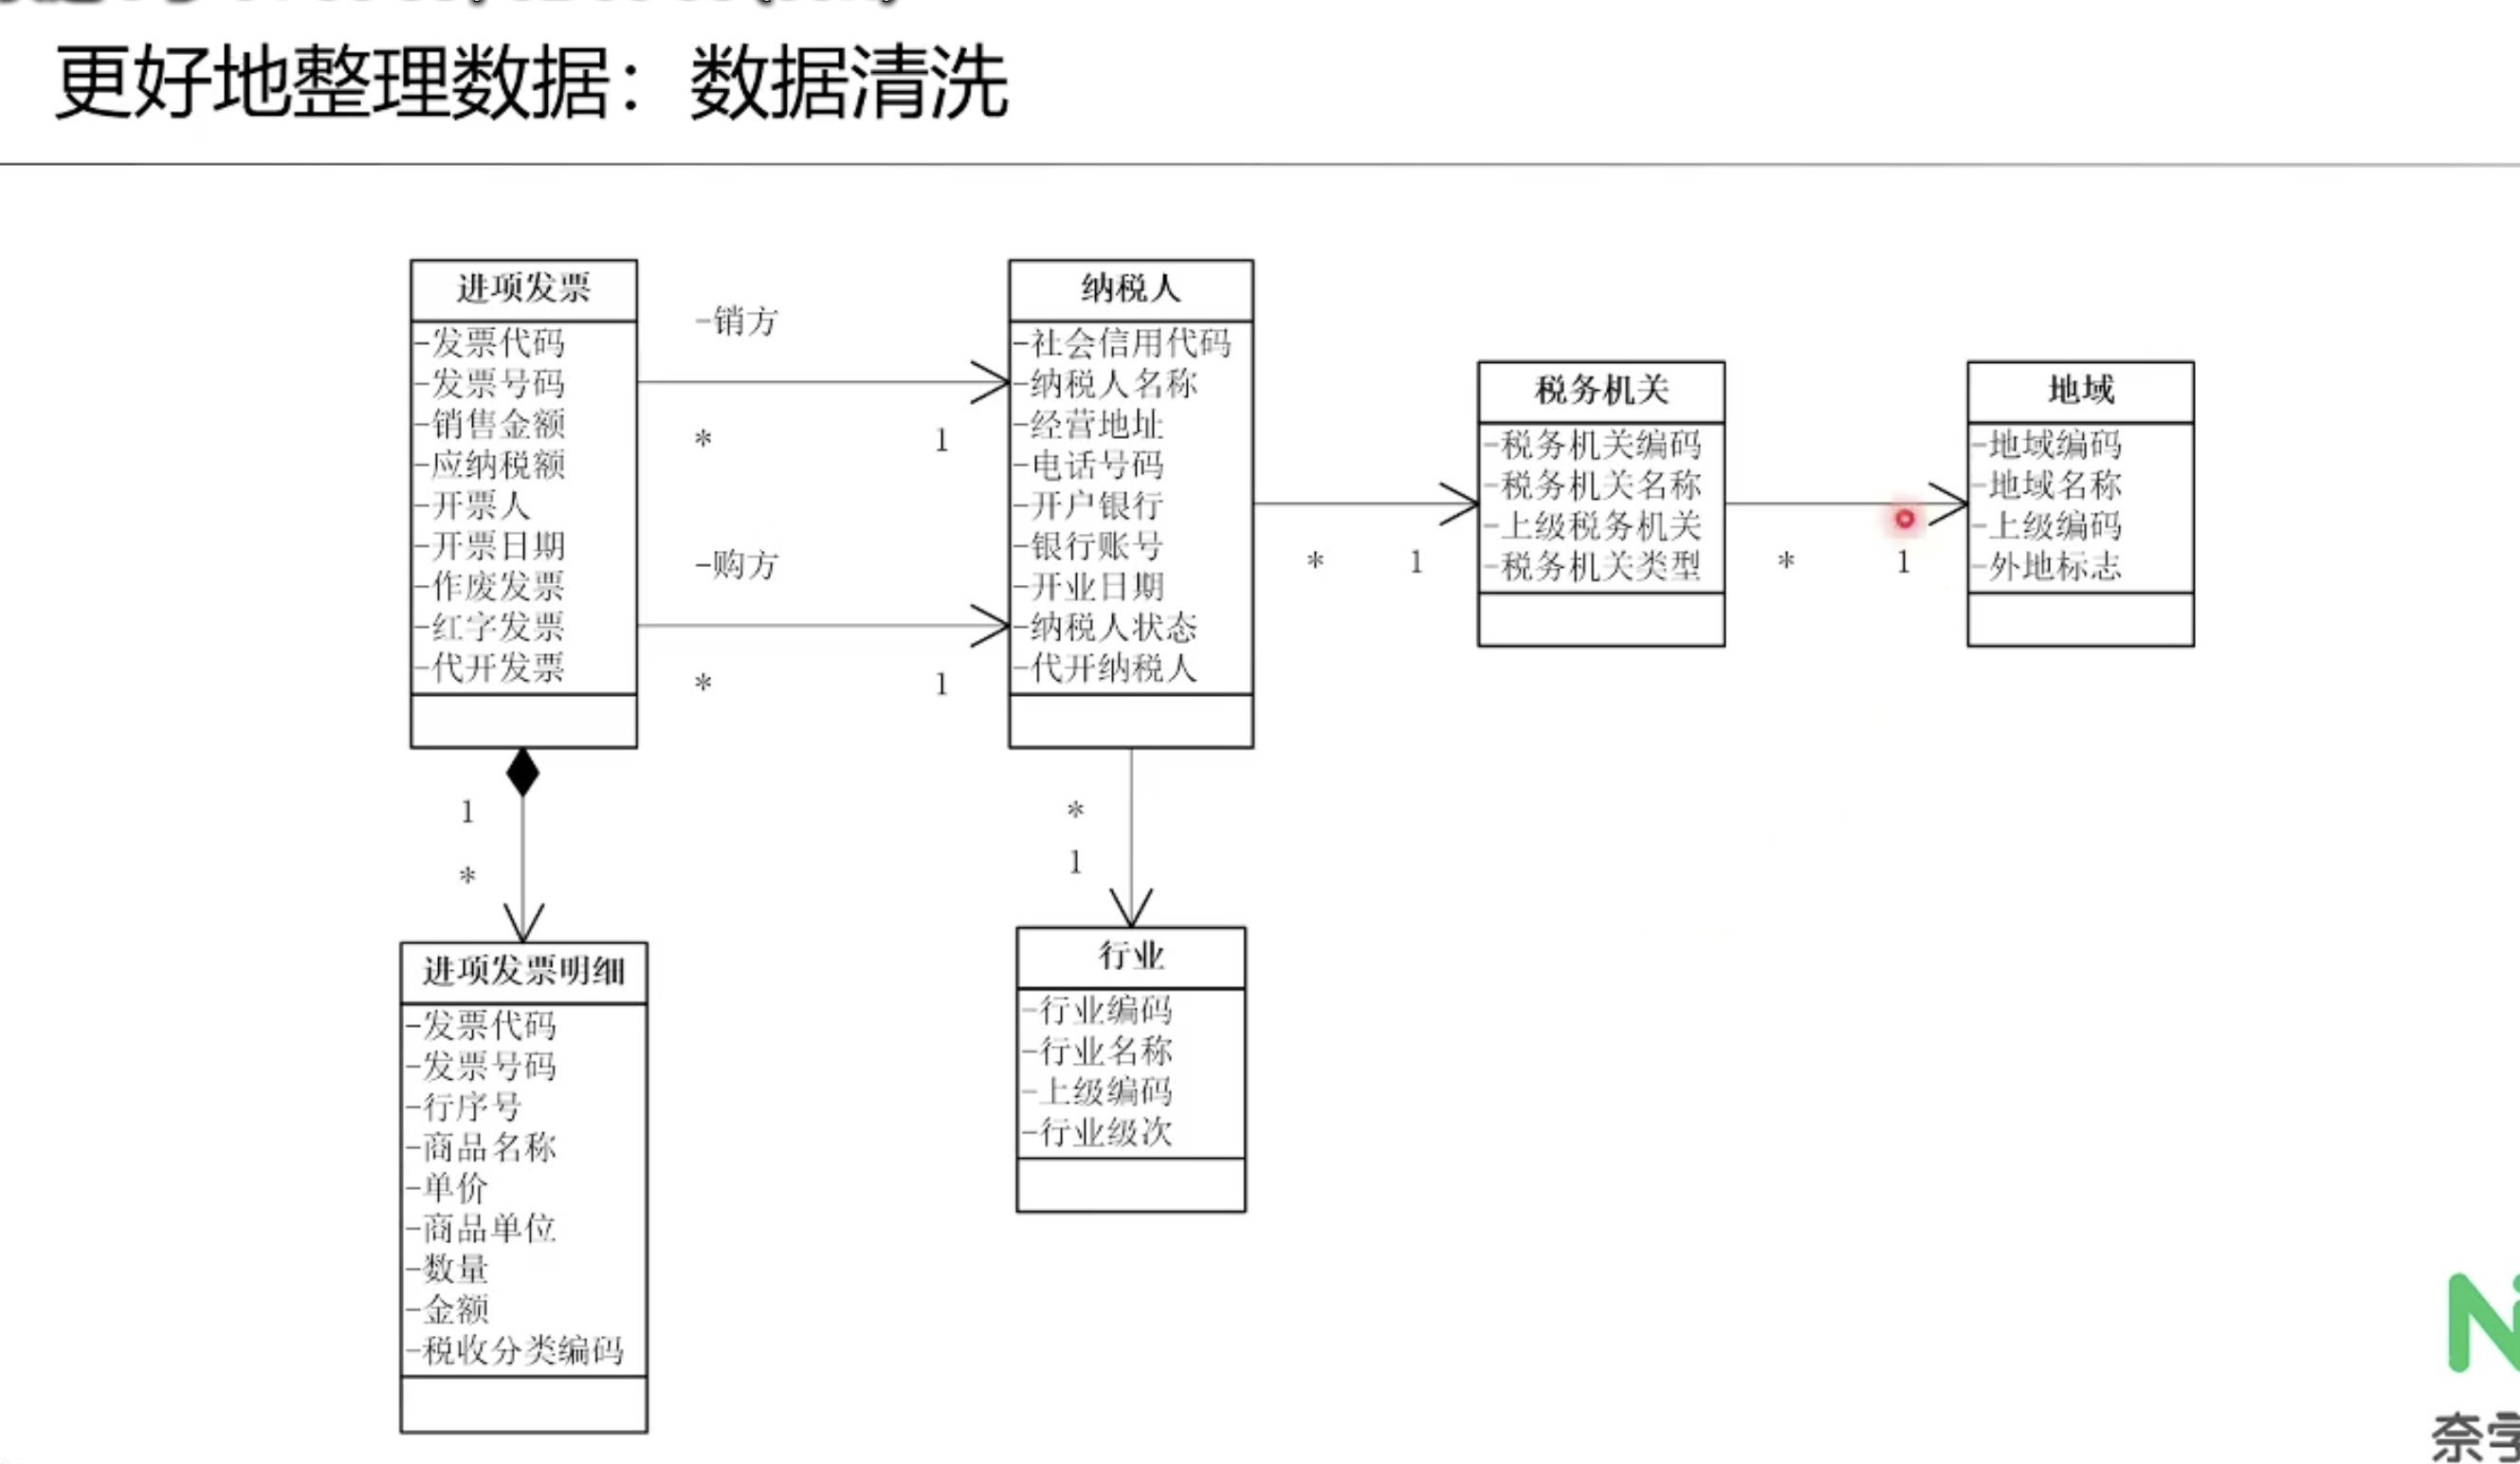 更好地整理数据：数据清洗
进项发票
-发票代码
-发票号码
-销售金额
-应纳税额
-开票人
-开票日期
-作废发票
-红字发票
-代开发票
-销方
* 1
-购方
* 1
纳税人
-社会信用代码
-纳税人名称
-经营地址
-电话号码
-开户银行
-银行账号
-开业日期
-纳税人状态
-代开纳税人
* 1
税务机关
-税务机关编码
-税务机关名称
-上级税务机关
-税务机关类型
* 1
地域
-地域编码
-地域名称
-上级编码
-外地标志
1
*
进项发票明细
-发票代码
-发票号码
-行序号
-商品名称
-单价
-商品单位
-数量
-金额
-税收分类编码
*
1
行业
-行业编码
-行业名称
-上级编码
-行业级次
奈学